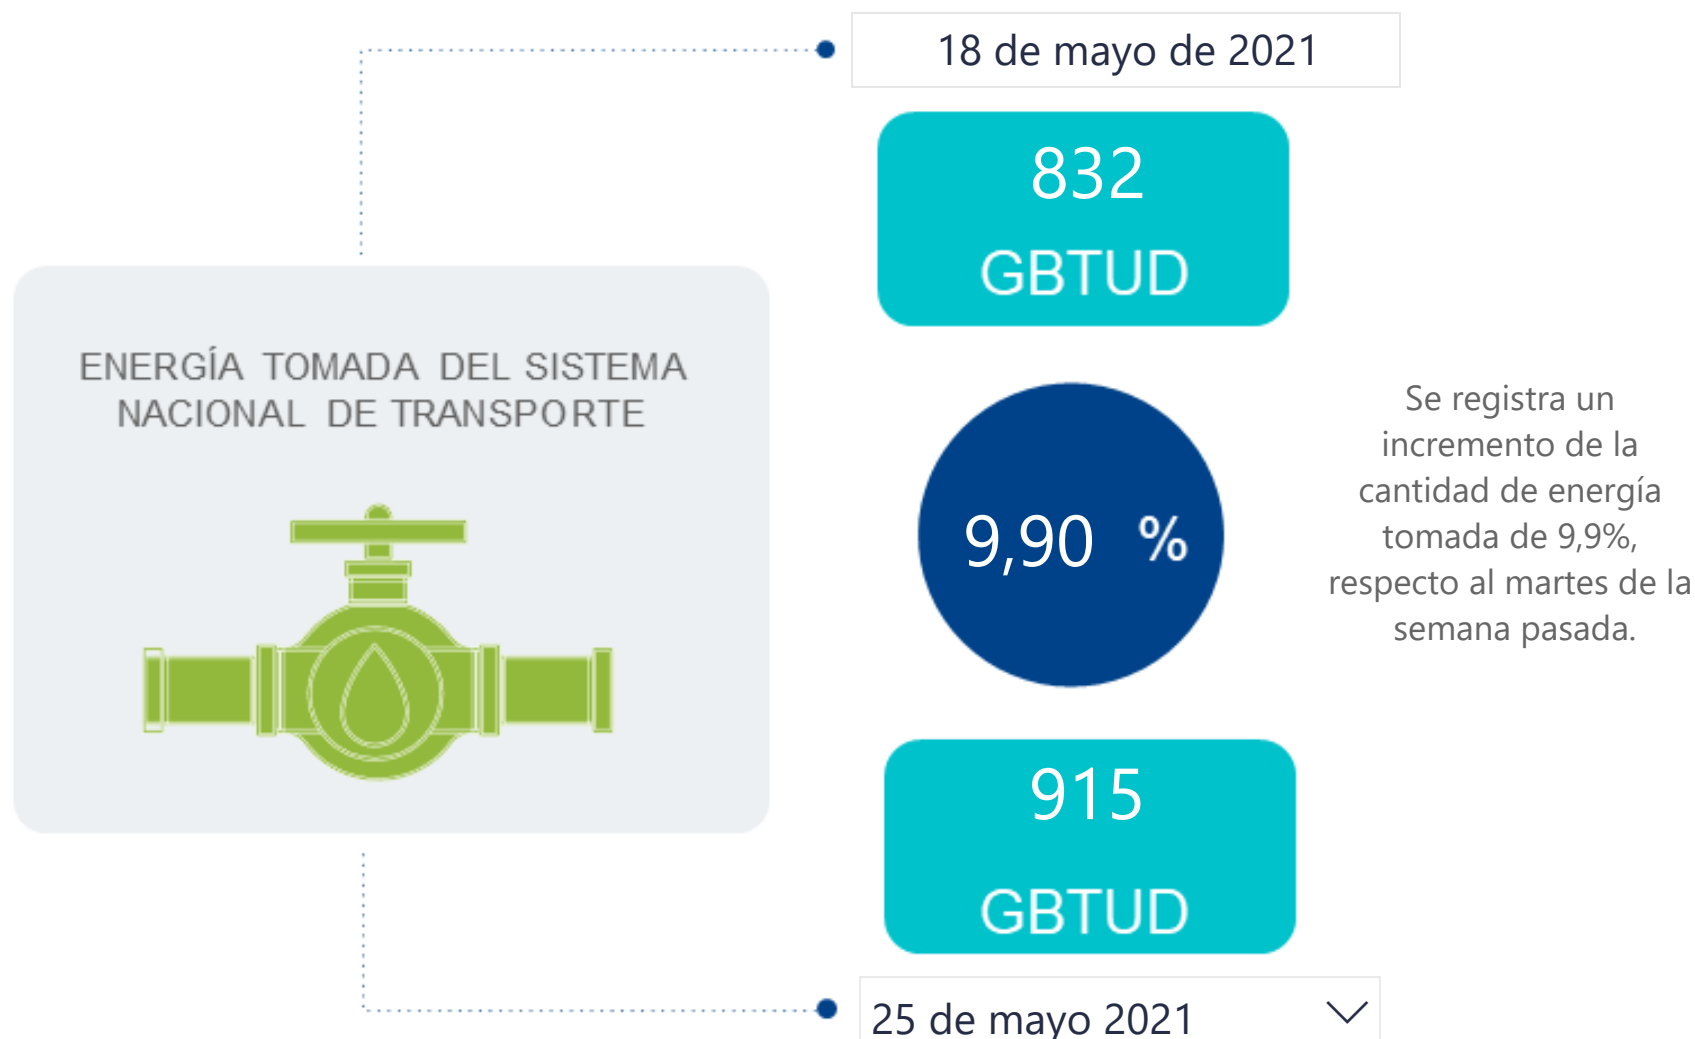 18 de mayo de 2021
832
GBTUD
ENERGÍA TOMADA DEL SISTEMA
NACIONAL DE TRANSPORTE
9,90 %
Se registra un
incremento de la
cantidad de energía
tomada de 9,9%,
respecto al martes de la
semana pasada.
915
GBTUD
25 de mayo 2021